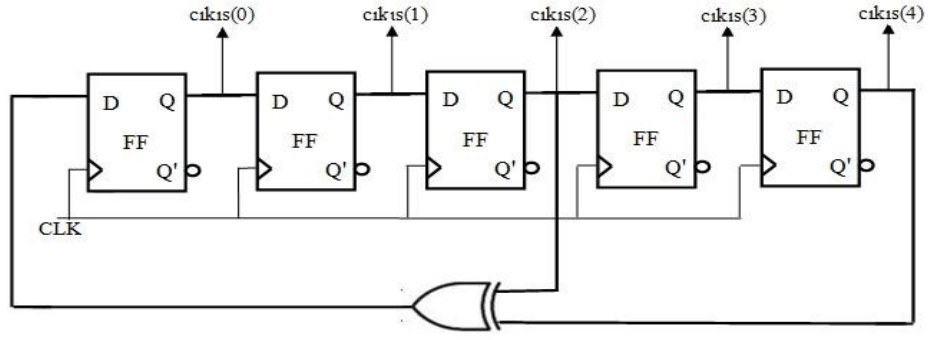 cıkıs(0) cıkıs(1) cıkıs(2) cıkıs(3) cıkıs(4)
D Q D Q D Q D Q D Q
FF FF FF FF FF
Q' Q' Q' Q' Q'
CLK